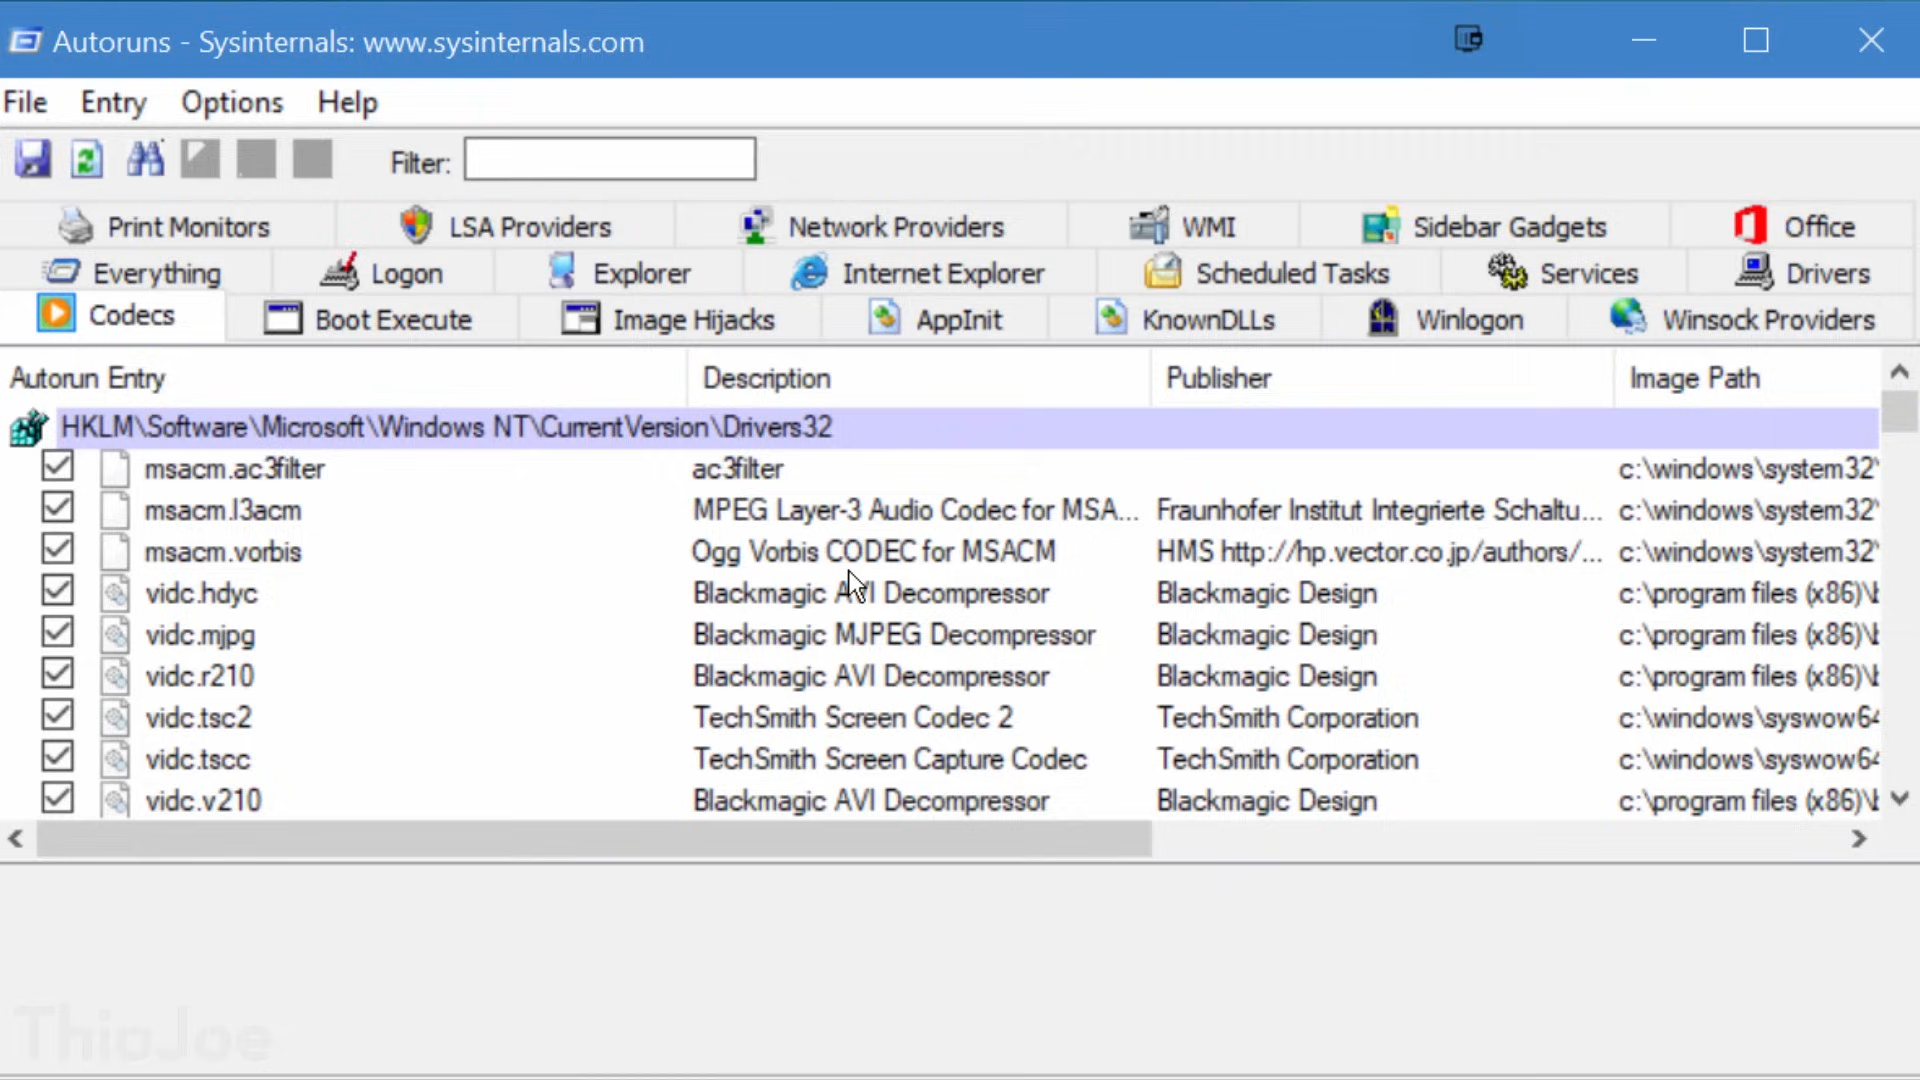 Autoruns - Sysinternals: www.sysinternals.com
File Entry Options Help
Filter:
Print Monitors LSA Providers Network Providers WMI Sidebar Gadgets Office
Everything Logon Explorer Internet Explorer Scheduled Tasks Services Drivers
Codecs Boot Execute Image Hijacks AppInit KnownDLLs Winlogon Winsock Providers
Autorun Entry Description Publisher Image Path
HKLM\Software\Microsoft\Windows NT\CurrentVersion\Drivers32
msacm.ac3filter ac3filter c:\windows\system32\
msacm.l3acm MPEG Layer-3 Audio Codec for MSA... Fraunhofer Institut Integrierte Schaltu... c:\windows\system32\
msacm.vorbis Ogg Vorbis CODEC for MSACM HMS http://hp.vector.co.jp/authors/... c:\windows\system32\
vidc.hdyc Blackmagic AVI Decompressor Blackmagic Design c:\program files (x86)\b
vidc.mjpg Blackmagic MJPEG Decompressor Blackmagic Design c:\program files (x86)\b
vidc.r210 Blackmagic AVI Decompressor Blackmagic Design c:\program files (x86)\b
vidc.tsc2 TechSmith Screen Codec 2 TechSmith Corporation c:\windows\syswow64
vidc.tscc TechSmith Screen Capture Codec TechSmith Corporation c:\windows\syswow64
vidc.v210 Blackmagic AVI Decompressor Blackmagic Design c:\program files (x86)\b
ThioJoe